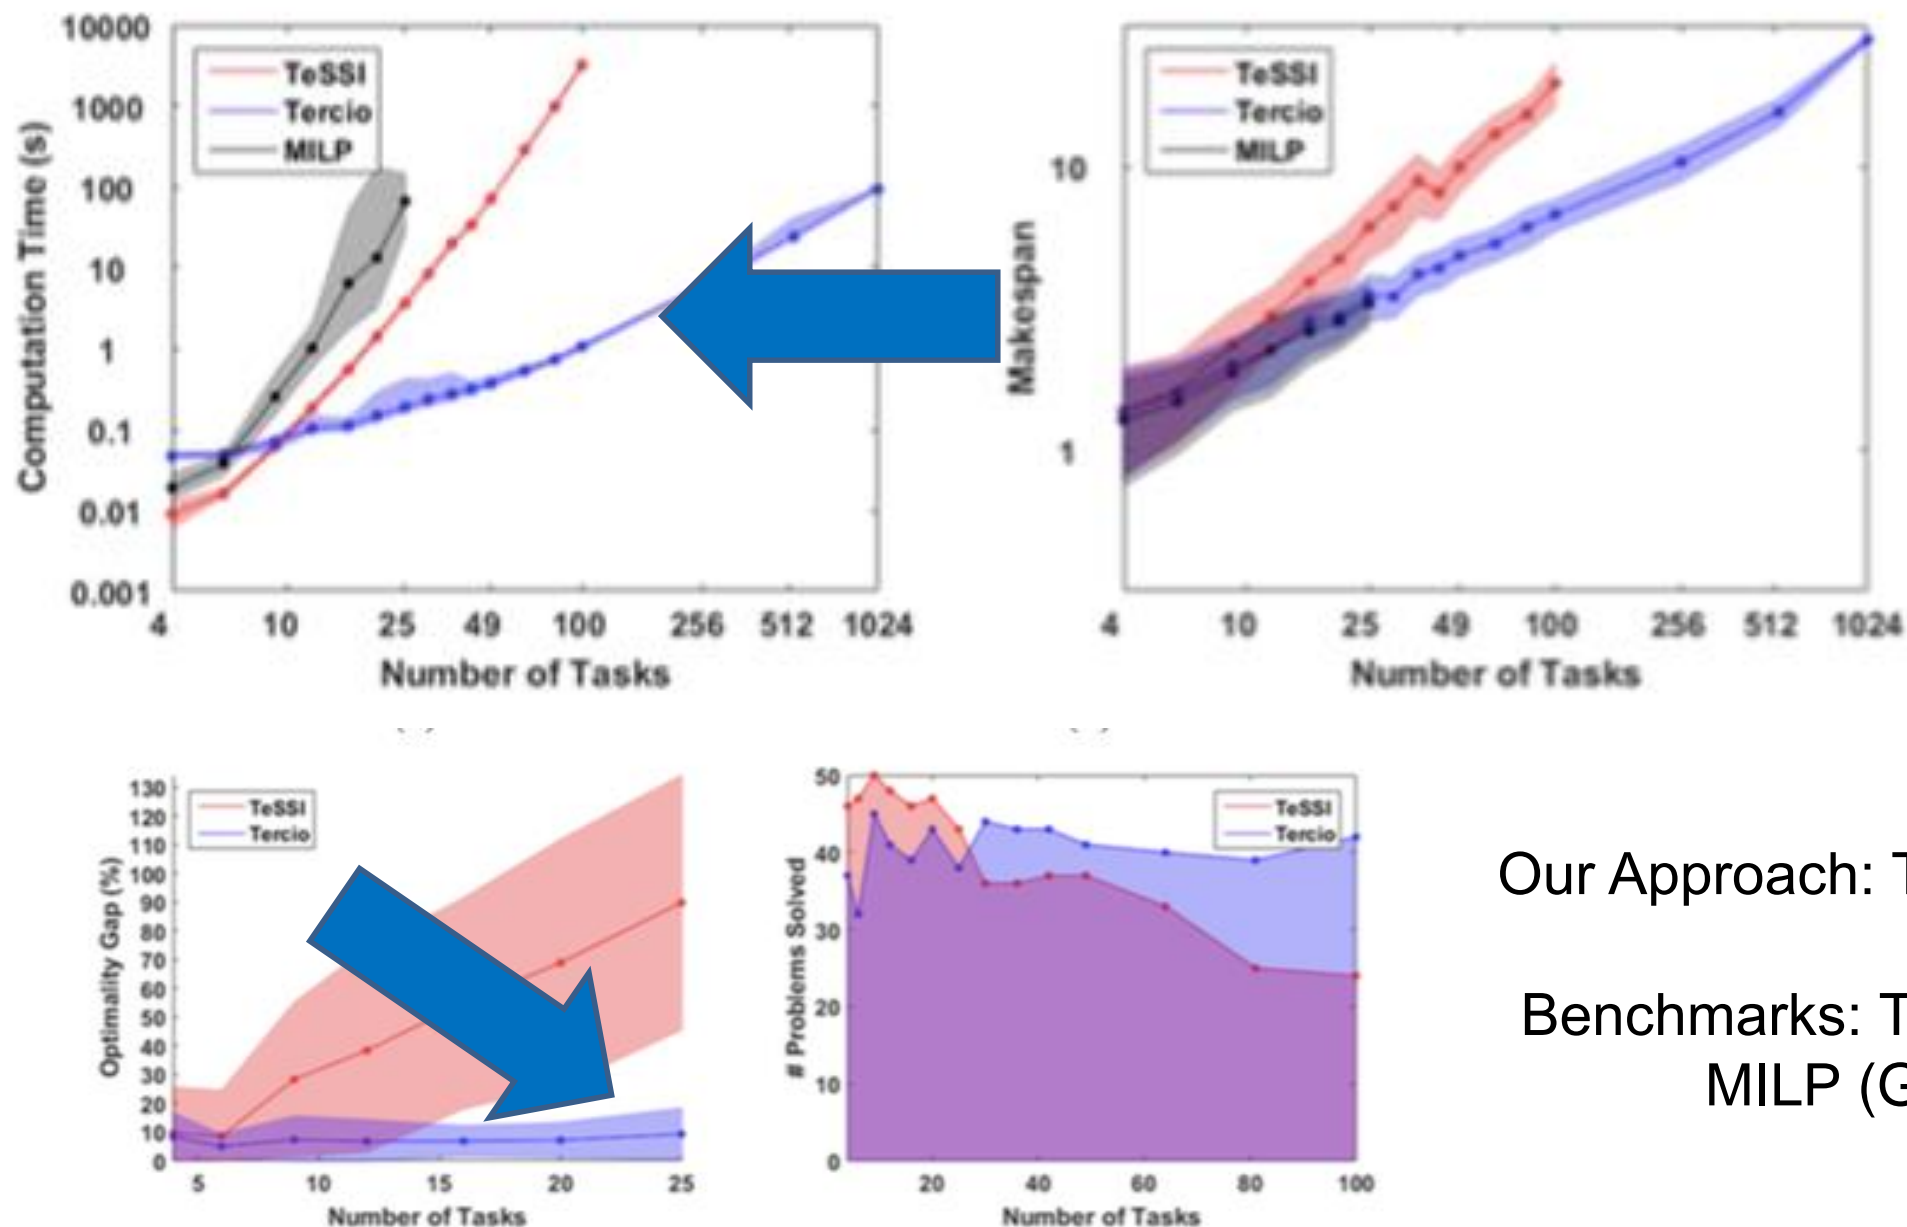 10000
1000
100
10
1
0.1
0.01
0.001
Computation Time (s)
TeSSI
Tercio
MILP
4 10 25 49 100 256 512 1024
Number of Tasks
10
1
Makespan
TeSSI
Tercio
MILP
4 10 25 49 100 256 512 1024
Number of Tasks
130
120
110
100
90
80
70
60
50
40
30
20
10
0
Optimality Gap (%)
TeSSI
Tercio
5 10 15 20 25
Number of Tasks
50
40
30
20
10
0
# Problems Solved
TeSSI
Tercio
20 40 60 80 100
Number of Tasks
Our Approach: T
Benchmarks: T
MILP (G